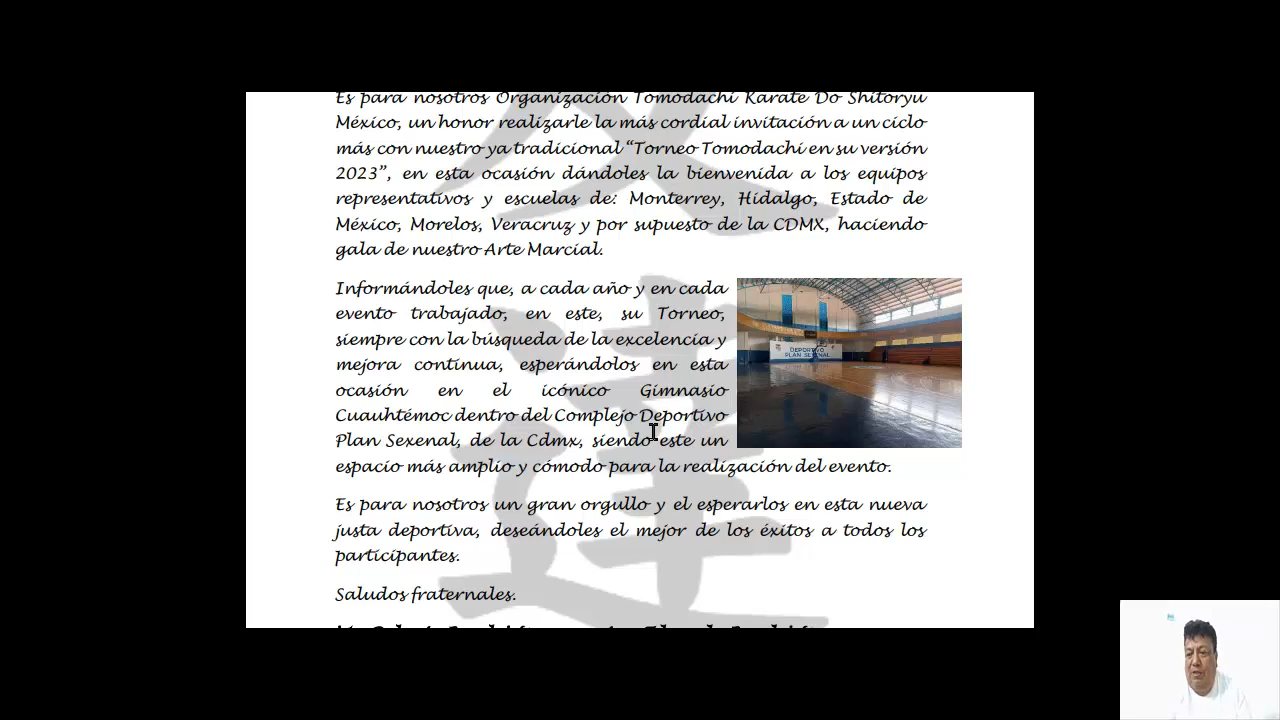 Es para nosotros Organización Tomodachi Karate Do Shitoryu
México, un honor realizarle la más cordial invitación a un ciclo
más con nuestro ya tradicional “Torneo Tomodachi en su versión
2023”, en esta ocasión dándoles la bienvenida a los equipos
representativos y escuelas de: Monterrey, Hidalgo, Estado de
México, Morelos, Veracruz y por supuesto de la CDMX, haciendo
gala de nuestro Arte Marcial.
Informándoles que, a cada año y en cada
evento trabajado, en este, su Torneo,
siempre con la búsqueda de la excelencia y
mejora contínua, esperándolos en esta
ocasión en el icónico Gimnasio
Cuauhtémoc dentro del Complejo Deportivo
Plan Sexenal, de la Cdmx, siendo este un
espacio más amplio y cómodo para la realización del evento.
DEPORTIVO
PLAN SEXENAL
Es para nosotros un gran orgullo y el esperarlos en esta nueva
justa deportiva, deseándoles el mejor de los éxitos a todos los
participantes.
Saludos fraternales.
達